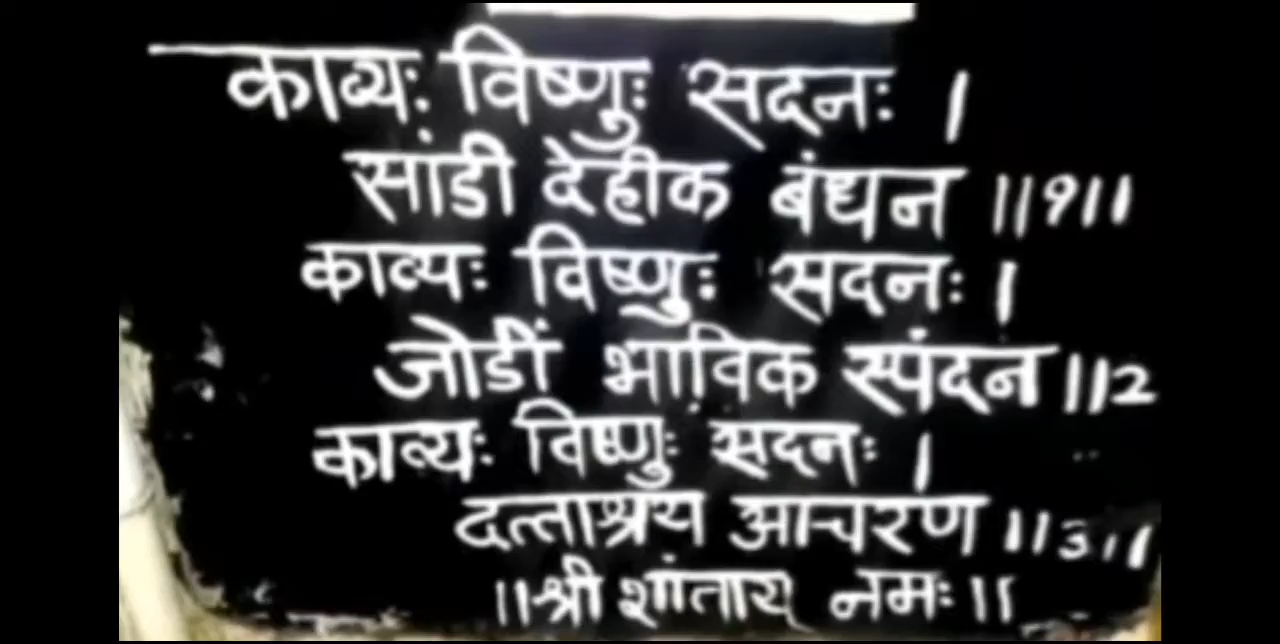 काव्यः विष्णुः सदनः ।
सांडी देहीक बंधन ॥१॥
काव्यः विष्णुः सदनः ।
जोडीं भाविक स्पंदन ॥2
काव्यः विष्णुः सदनः ।
दत्ताश्रय आचरण ॥3॥
॥श्री शांताय् नमः॥